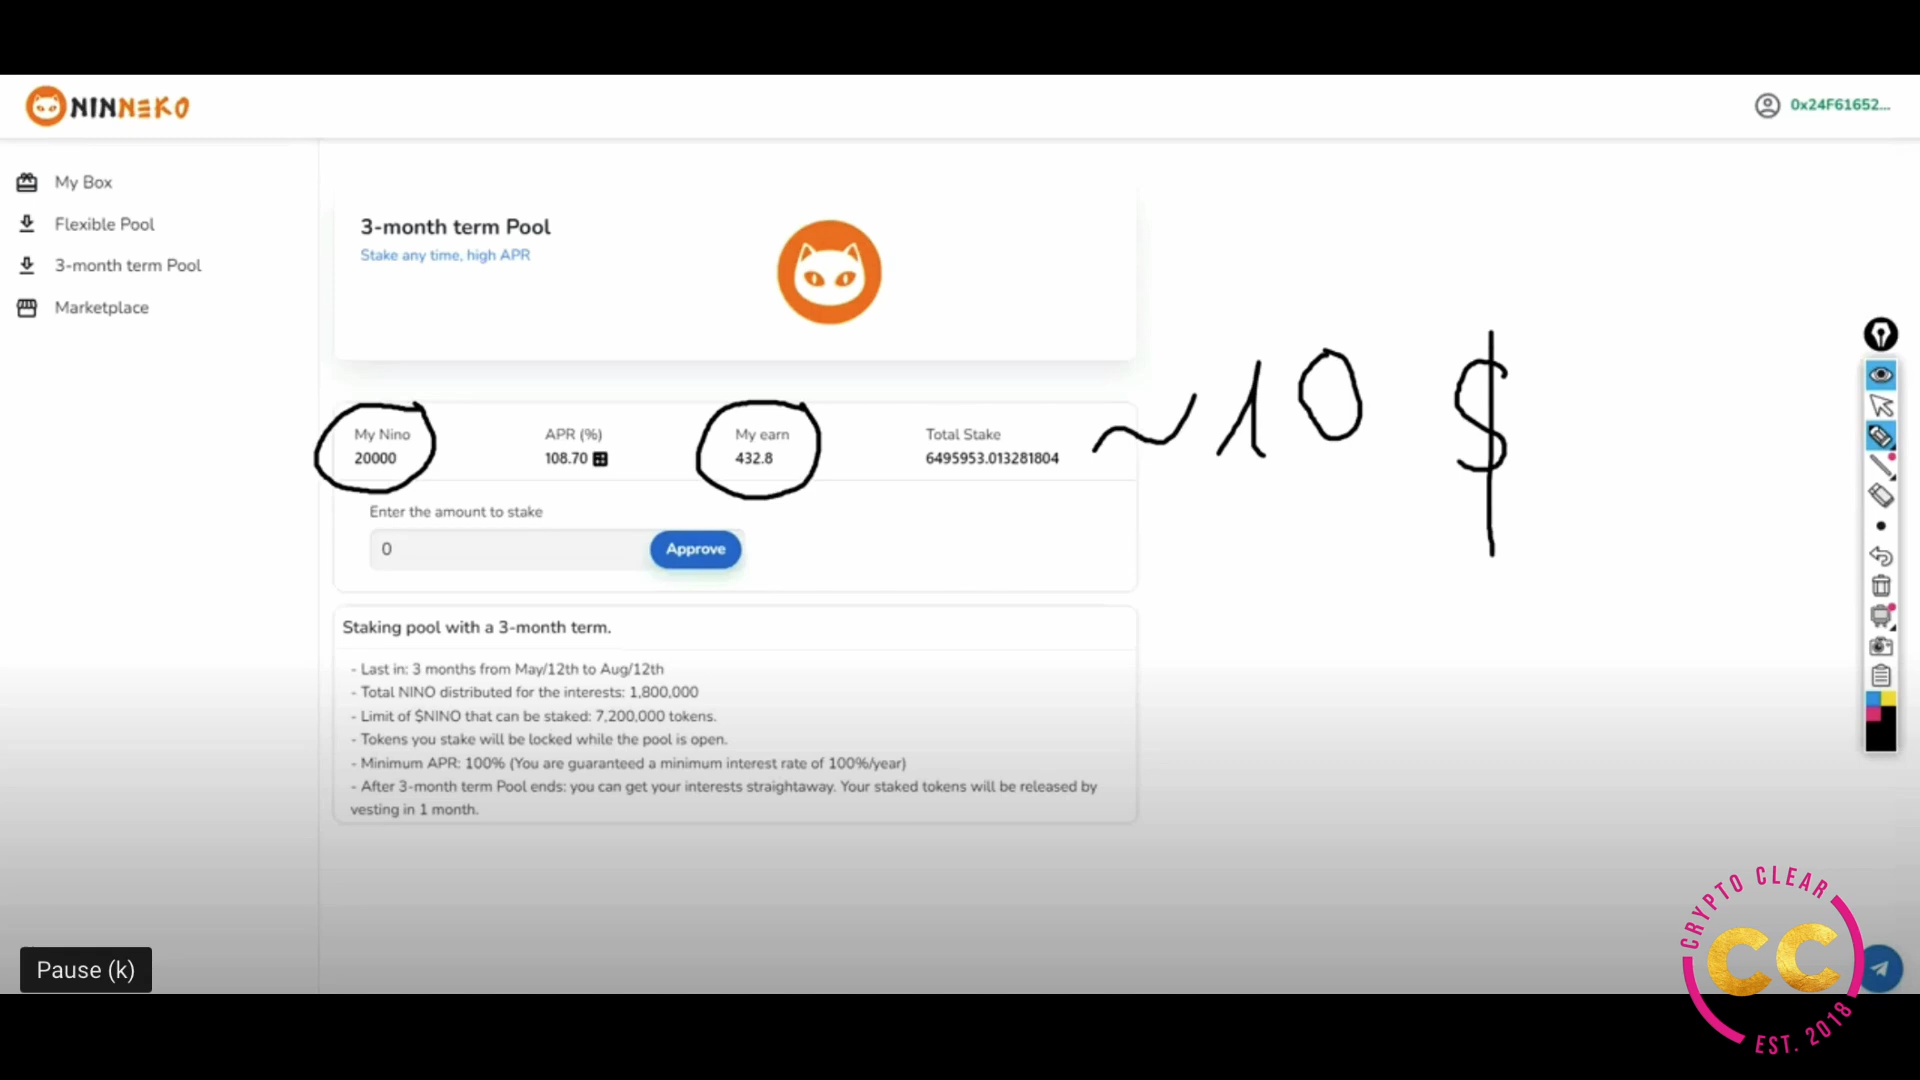 NINNEKO
0x24F61652...
My Box
Flexible Pool
3-month term Pool
Marketplace
3-month term Pool
Stake any time, high APR
My Nino
20000
APR (%)
108.70
My earn
432.8
Total Stake
6495953.013281804
~10 $
Enter the amount to stake
0
Approve
Staking pool with a 3-month term.
- Last in: 3 months from May/12th to Aug/12th
- Total NINO distributed for the interests: 1,800,000
- Limit of $NINO that can be staked: 7,200,000 tokens.
- Tokens you stake will be locked while the pool is open.
- Minimum APR: 100% (You are guaranteed a minimum interest rate of 100%/year)
- After 3-month term Pool ends: you can get your interests straightaway. Your staked tokens will be released by
vesting in 1 month.
Pause (k)
CRYPTO CLEAR
CC
EST. 2018